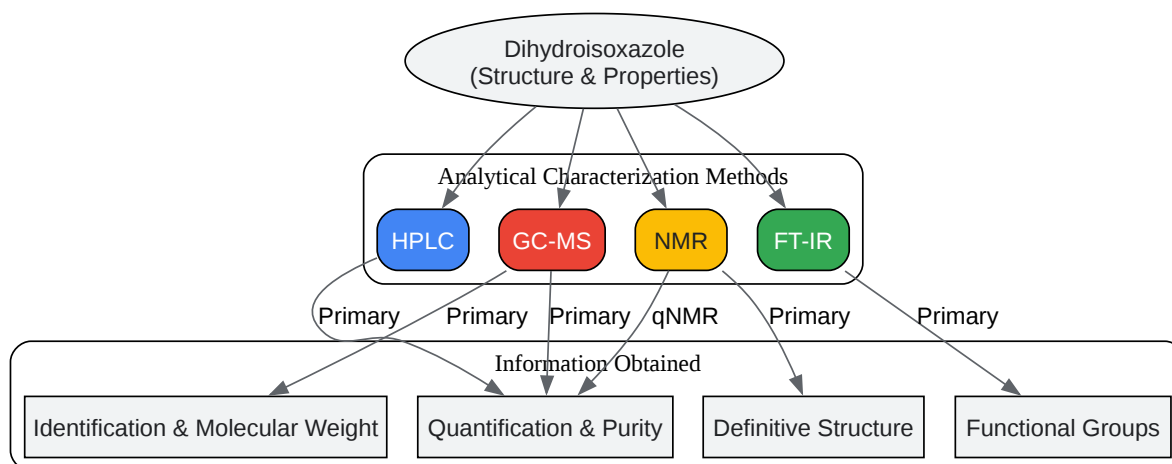 Dihydroisoxazole
(Structure & Properties)
Analytical Characterization Methods
HPLC
GC-MS
NMR
FT-IR
Primary
Primary
Primary
qNMR
Primary
Primary
Information Obtained
Identification & Molecular Weight
Quantification & Purity
Definitive Structure
Functional Groups